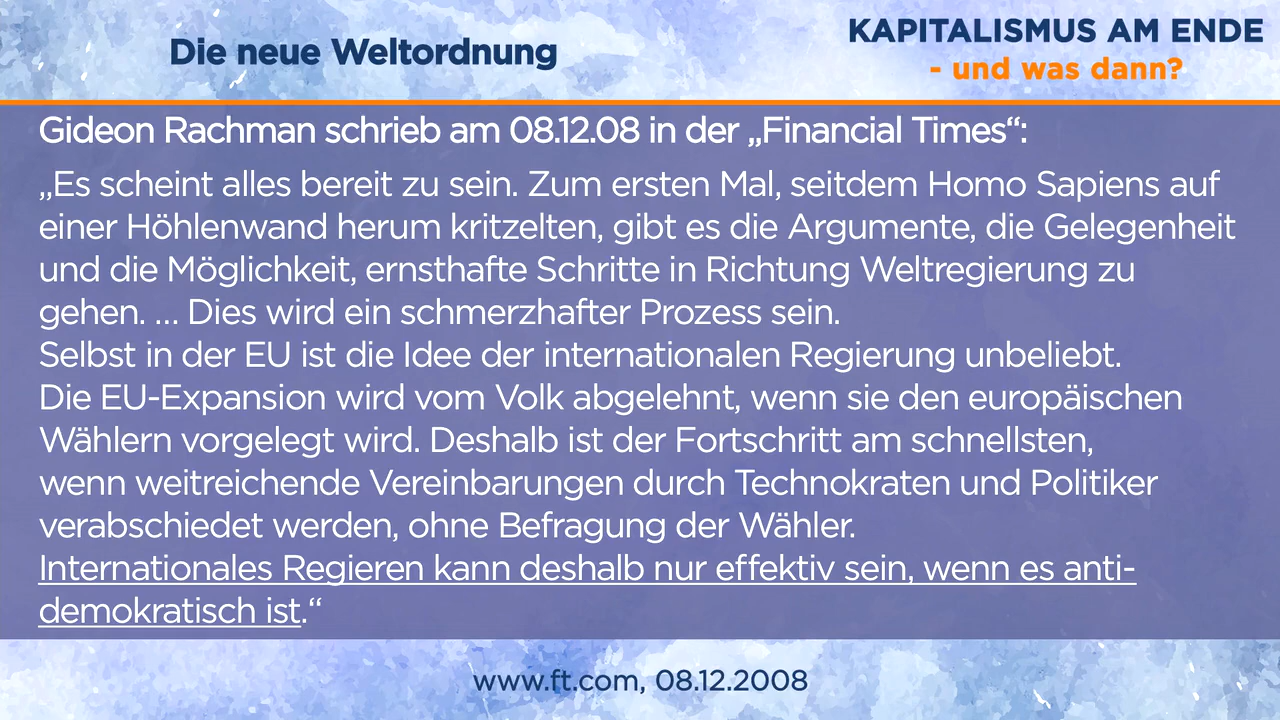 Die neue Weltordnung
KAPITALISMUS AM ENDE
- und was dann?
Gideon Rachman schrieb am 08.12.08 in der „Financial Times“:
„Es scheint alles bereit zu sein. Zum ersten Mal, seitdem Homo Sapiens auf
einer Höhlenwand herum kritzelten, gibt es die Argumente, die Gelegenheit
und die Möglichkeit, ernsthafte Schritte in Richtung Weltregierung zu
gehen. ... Dies wird ein schmerzhafter Prozess sein.
Selbst in der EU ist die Idee der internationalen Regierung unbeliebt.
Die EU-Expansion wird vom Volk abgelehnt, wenn sie den europäischen
Wählern vorgelegt wird. Deshalb ist der Fortschritt am schnellsten,
wenn weitreichende Vereinbarungen durch Technokraten und Politiker
verabschiedet werden, ohne Befragung der Wähler.
Internationales Regieren kann deshalb nur effektiv sein, wenn es anti-
demokratisch ist.“
www.ft.com, 08.12.2008